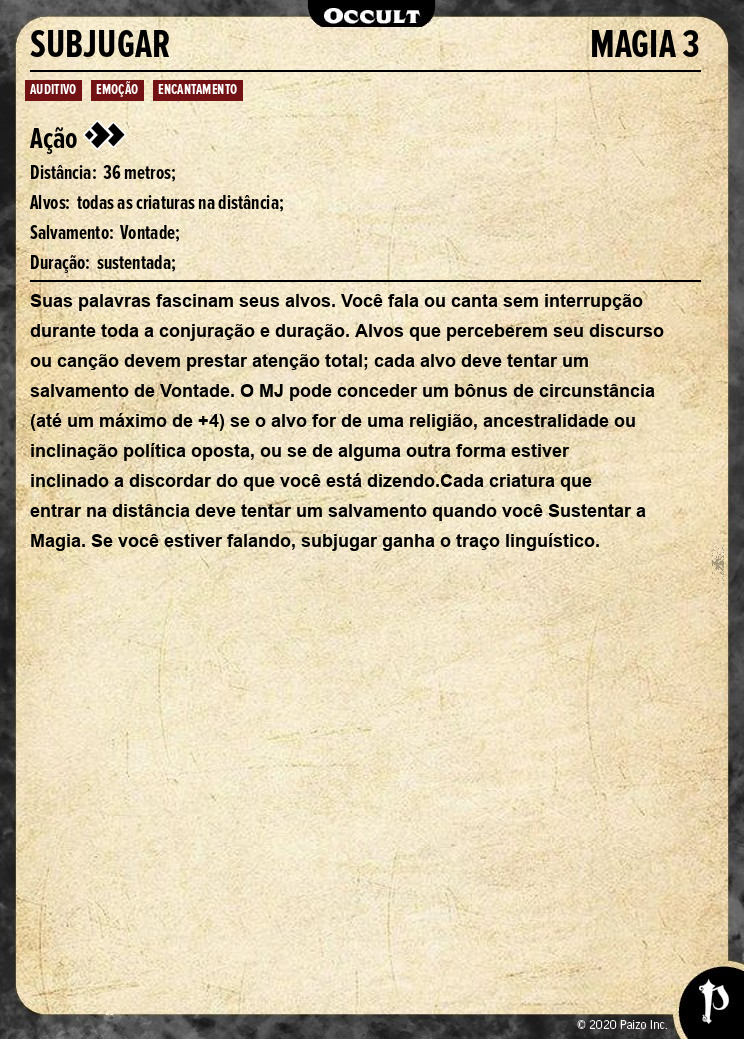 OCCULT
SUBJUGAR MAGIA 3
AUDITIVO EMOÇÃO ENCANTAMENTO
Ação
Distância: 36 metros;
Alvos: todas as criaturas na distância;
Salvamento: Vontade;
Duração: sustentada;
Suas palavras fascinam seus alvos. Você fala ou canta sem interrupção
durante toda a conjuração e duração. Alvos que perceberem seu discurso
ou canção devem prestar atenção total; cada alvo deve tentar um
salvamento de Vontade. O MJ pode conceder um bônus de circunstância
(até um máximo de +4) se o alvo for de uma religião, ancestralidade ou
inclinação política oposta, ou se de alguma outra forma estiver
inclinado a discordar do que você está dizendo.Cada criatura que
entrar na distância deve tentar um salvamento quando você Sustentar a
Magia. Se você estiver falando, subjugar ganha o traço linguístico.
© 2020 Paizo Inc.
P